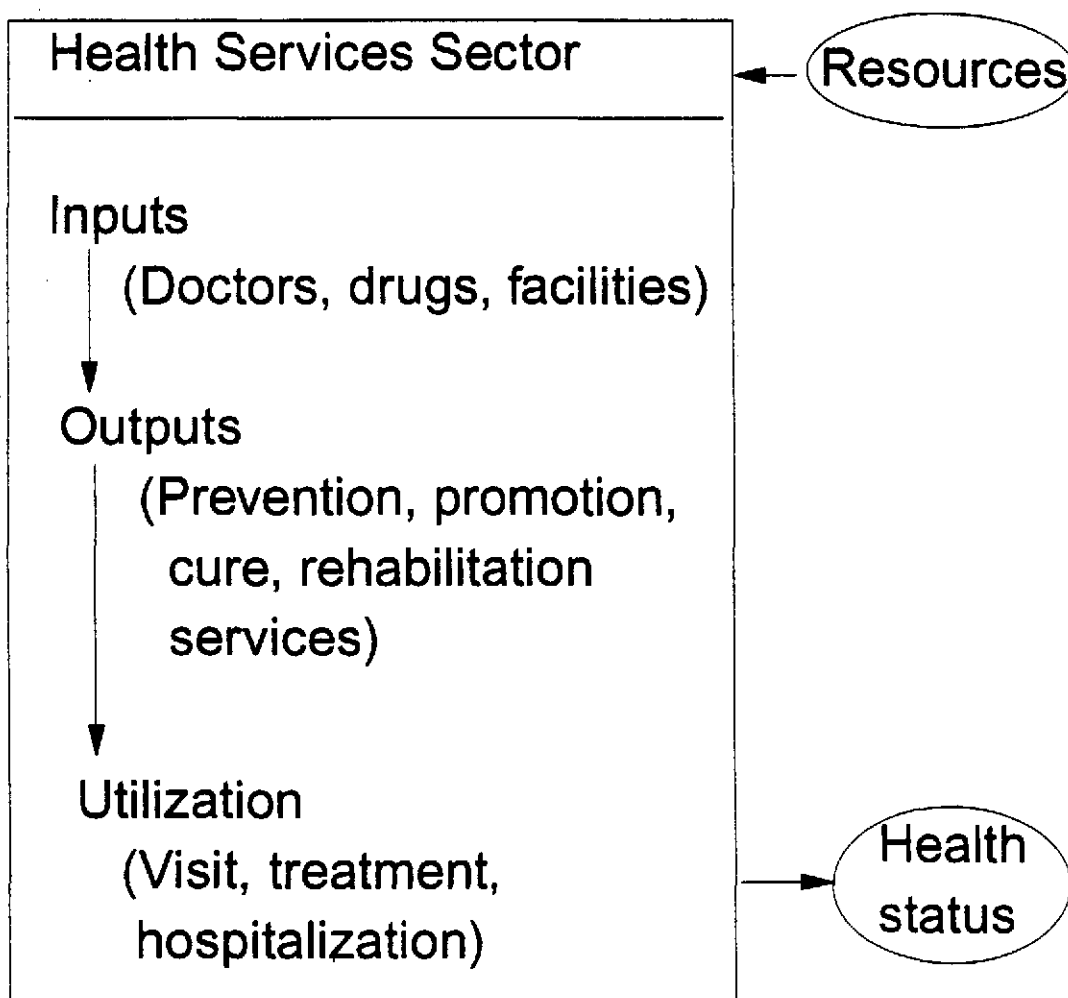 Health Services Sector
Resources
Inputs
(Doctors, drugs, facilities)
Outputs
(Prevention, promotion,
cure, rehabilitation
services)
Utilization
(Visit, treatment,
hospitalization)
Health
status